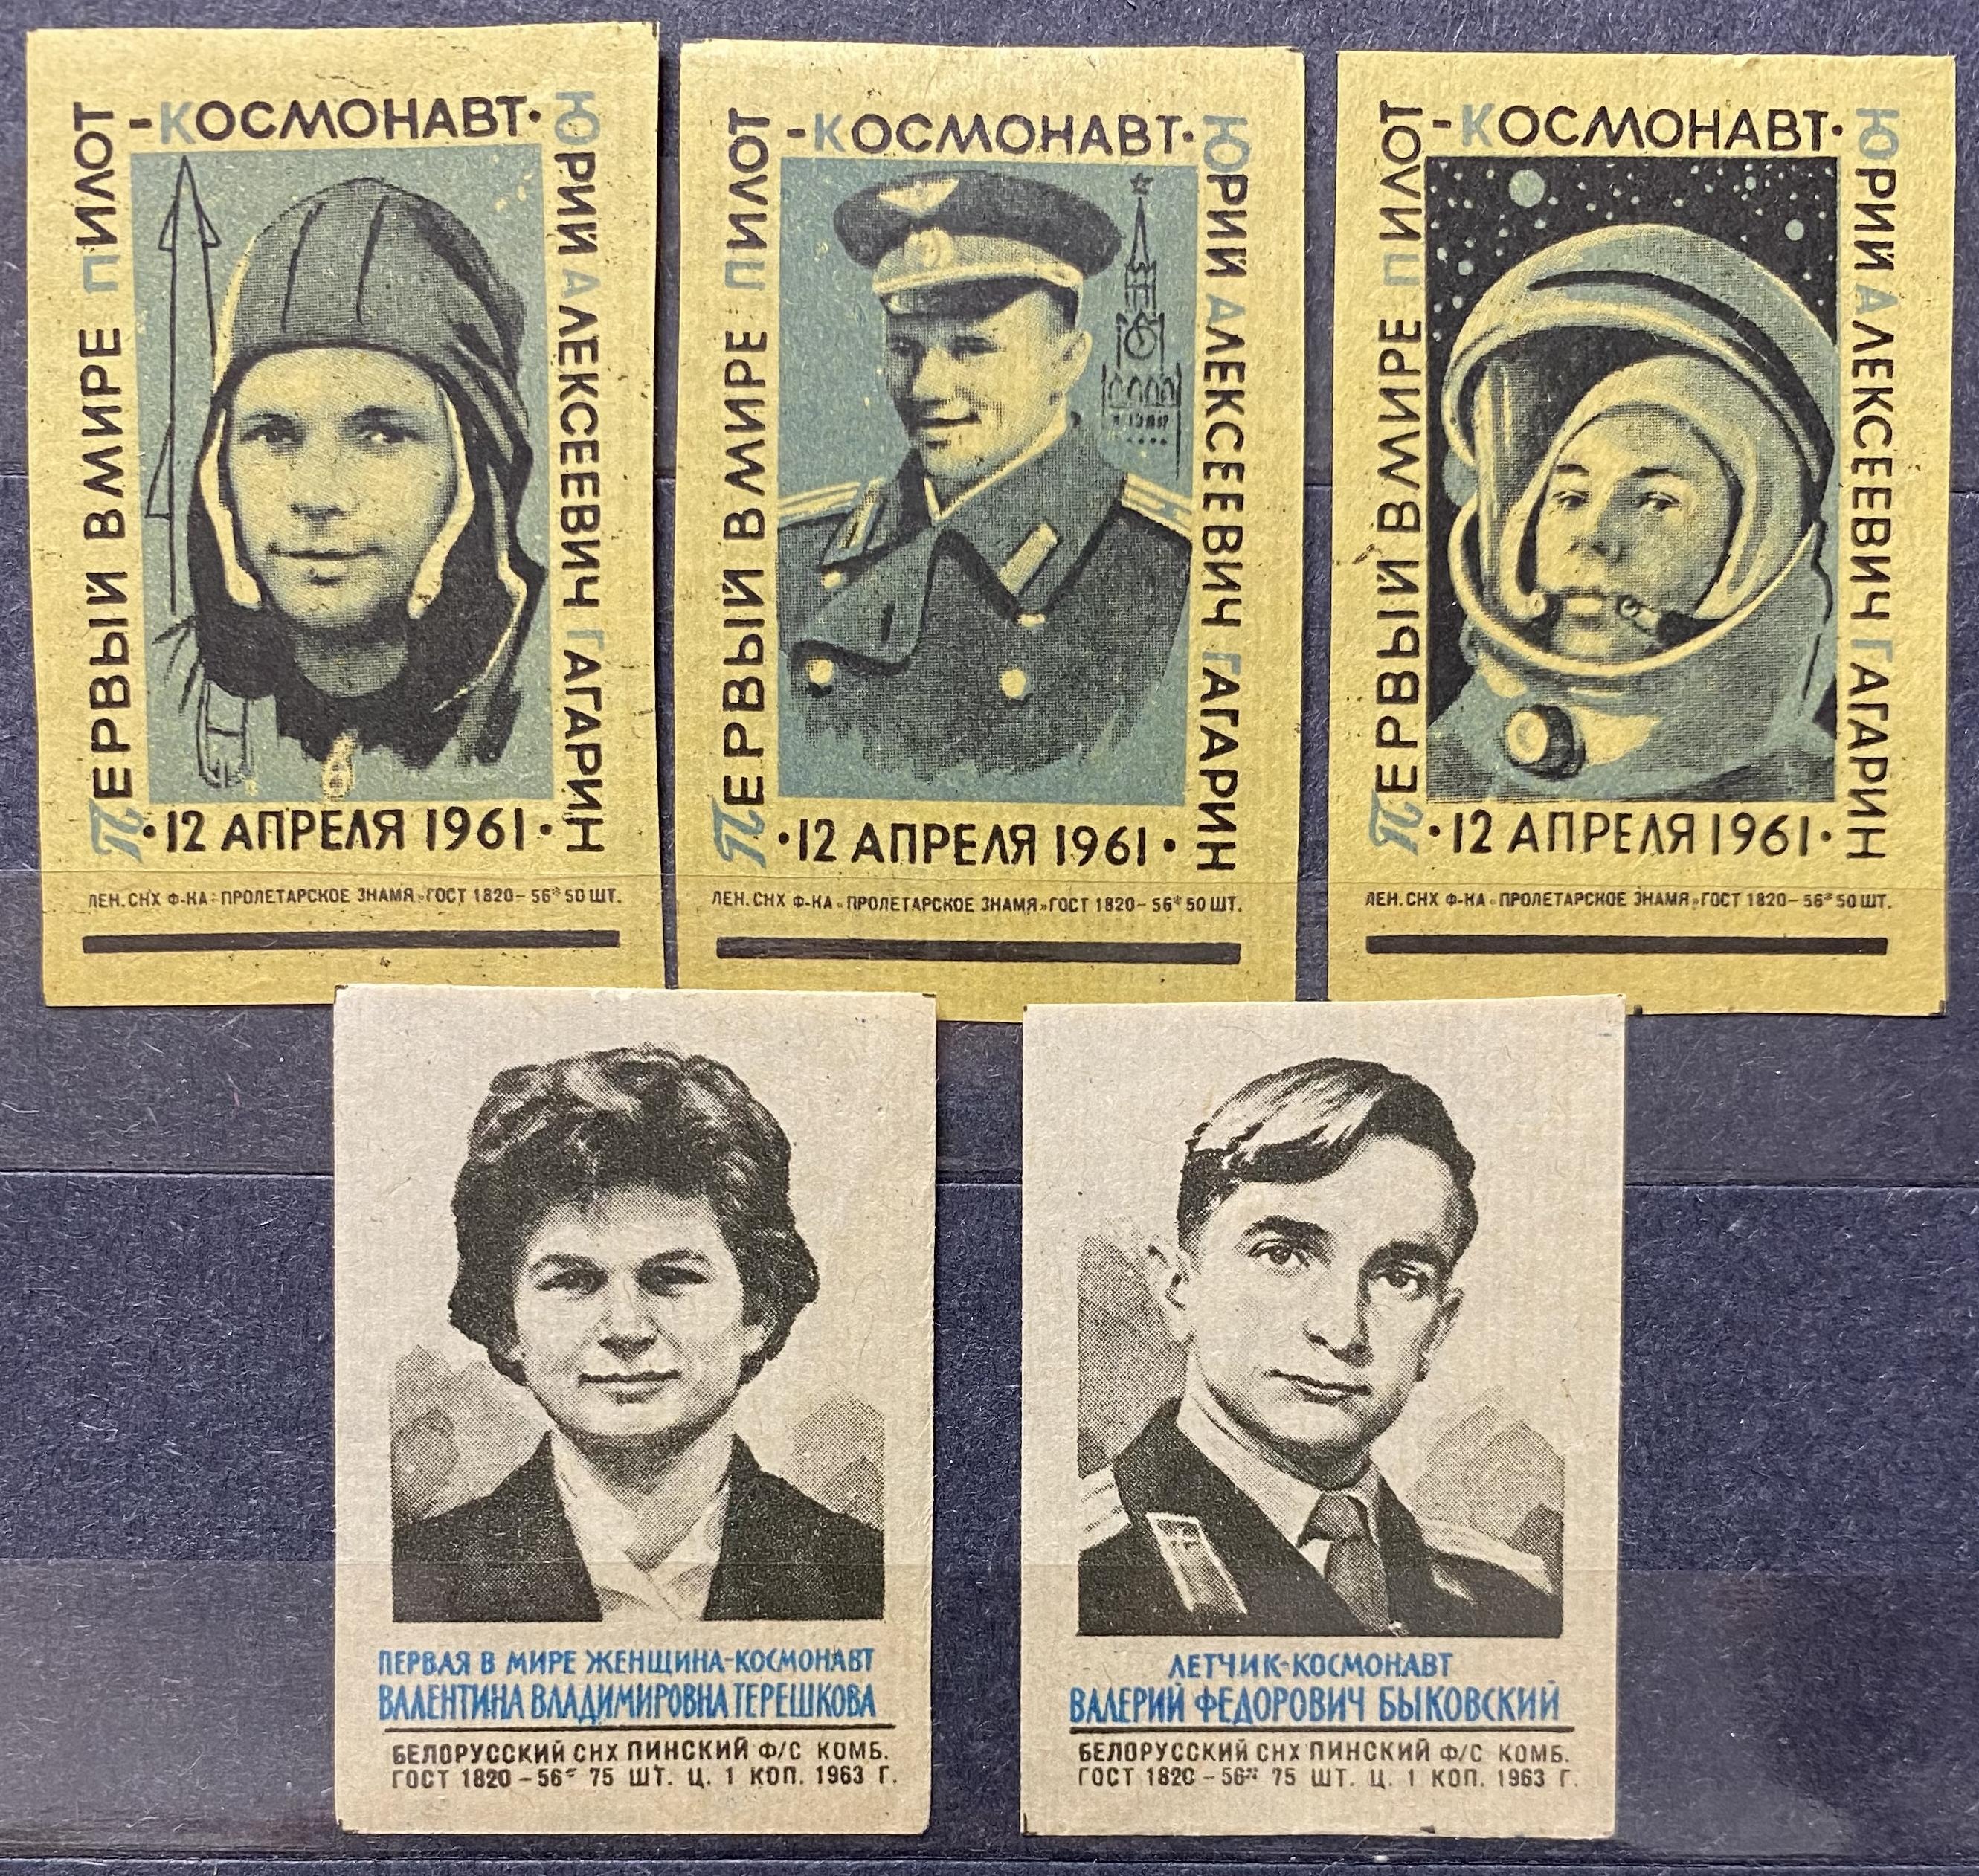 ПЕРВЫЙ В МИРЕ ПИЛОТ
-КОСМОНАВТ·
ЮРИЙ АЛЕКСЕЕВИЧ ГАГАРИН
·12 АПРЕЛЯ 1961·
ЛЕН. СНХ Ф-КА «ПРОЛЕТАРСКОЕ ЗНАМЯ» ГОСТ 1820-56* 50 ШТ.
ПЕРВЫЙ В МИРЕ ПИЛОТ
-КОСМОНАВТ·
ЮРИЙ АЛЕКСЕЕВИЧ ГАГАРИН
·12 АПРЕЛЯ 1961·
ЛЕН. СНХ Ф-КА «ПРОЛЕТАРСКОЕ ЗНАМЯ» ГОСТ 1820-56* 50 ШТ.
ПЕРВЫЙ В МИРЕ ПИЛОТ
-КОСМОНАВТ·
ЮРИЙ АЛЕКСЕЕВИЧ ГАГАРИН
·12 АПРЕЛЯ 1961·
ЛЕН. СНХ Ф-КА «ПРОЛЕТАРСКОЕ ЗНАМЯ» ГОСТ 1820-56* 50 ШТ.
ПЕРВАЯ В МИРЕ ЖЕНЩИНА-КОСМОНАВТ
ВАЛЕНТИНА ВЛАДИМИРОВНА ТЕРЕШКОВА
БЕЛОРУССКИЙ СНХ ПИНСКИЙ Ф/С КОМБ.
ГОСТ 1820-56* 75 ШТ. Ц. 1 КОП. 1963 Г.
ЛЕТЧИК-КОСМОНАВТ
ВАЛЕРИЙ ФЕДОРОВИЧ БЫКОВСКИЙ
БЕЛОРУССКИЙ СНХ ПИНСКИЙ Ф/С КОМБ.
ГОСТ 1820-56* 75 ШТ. Ц. 1 КОП. 1963 Г.